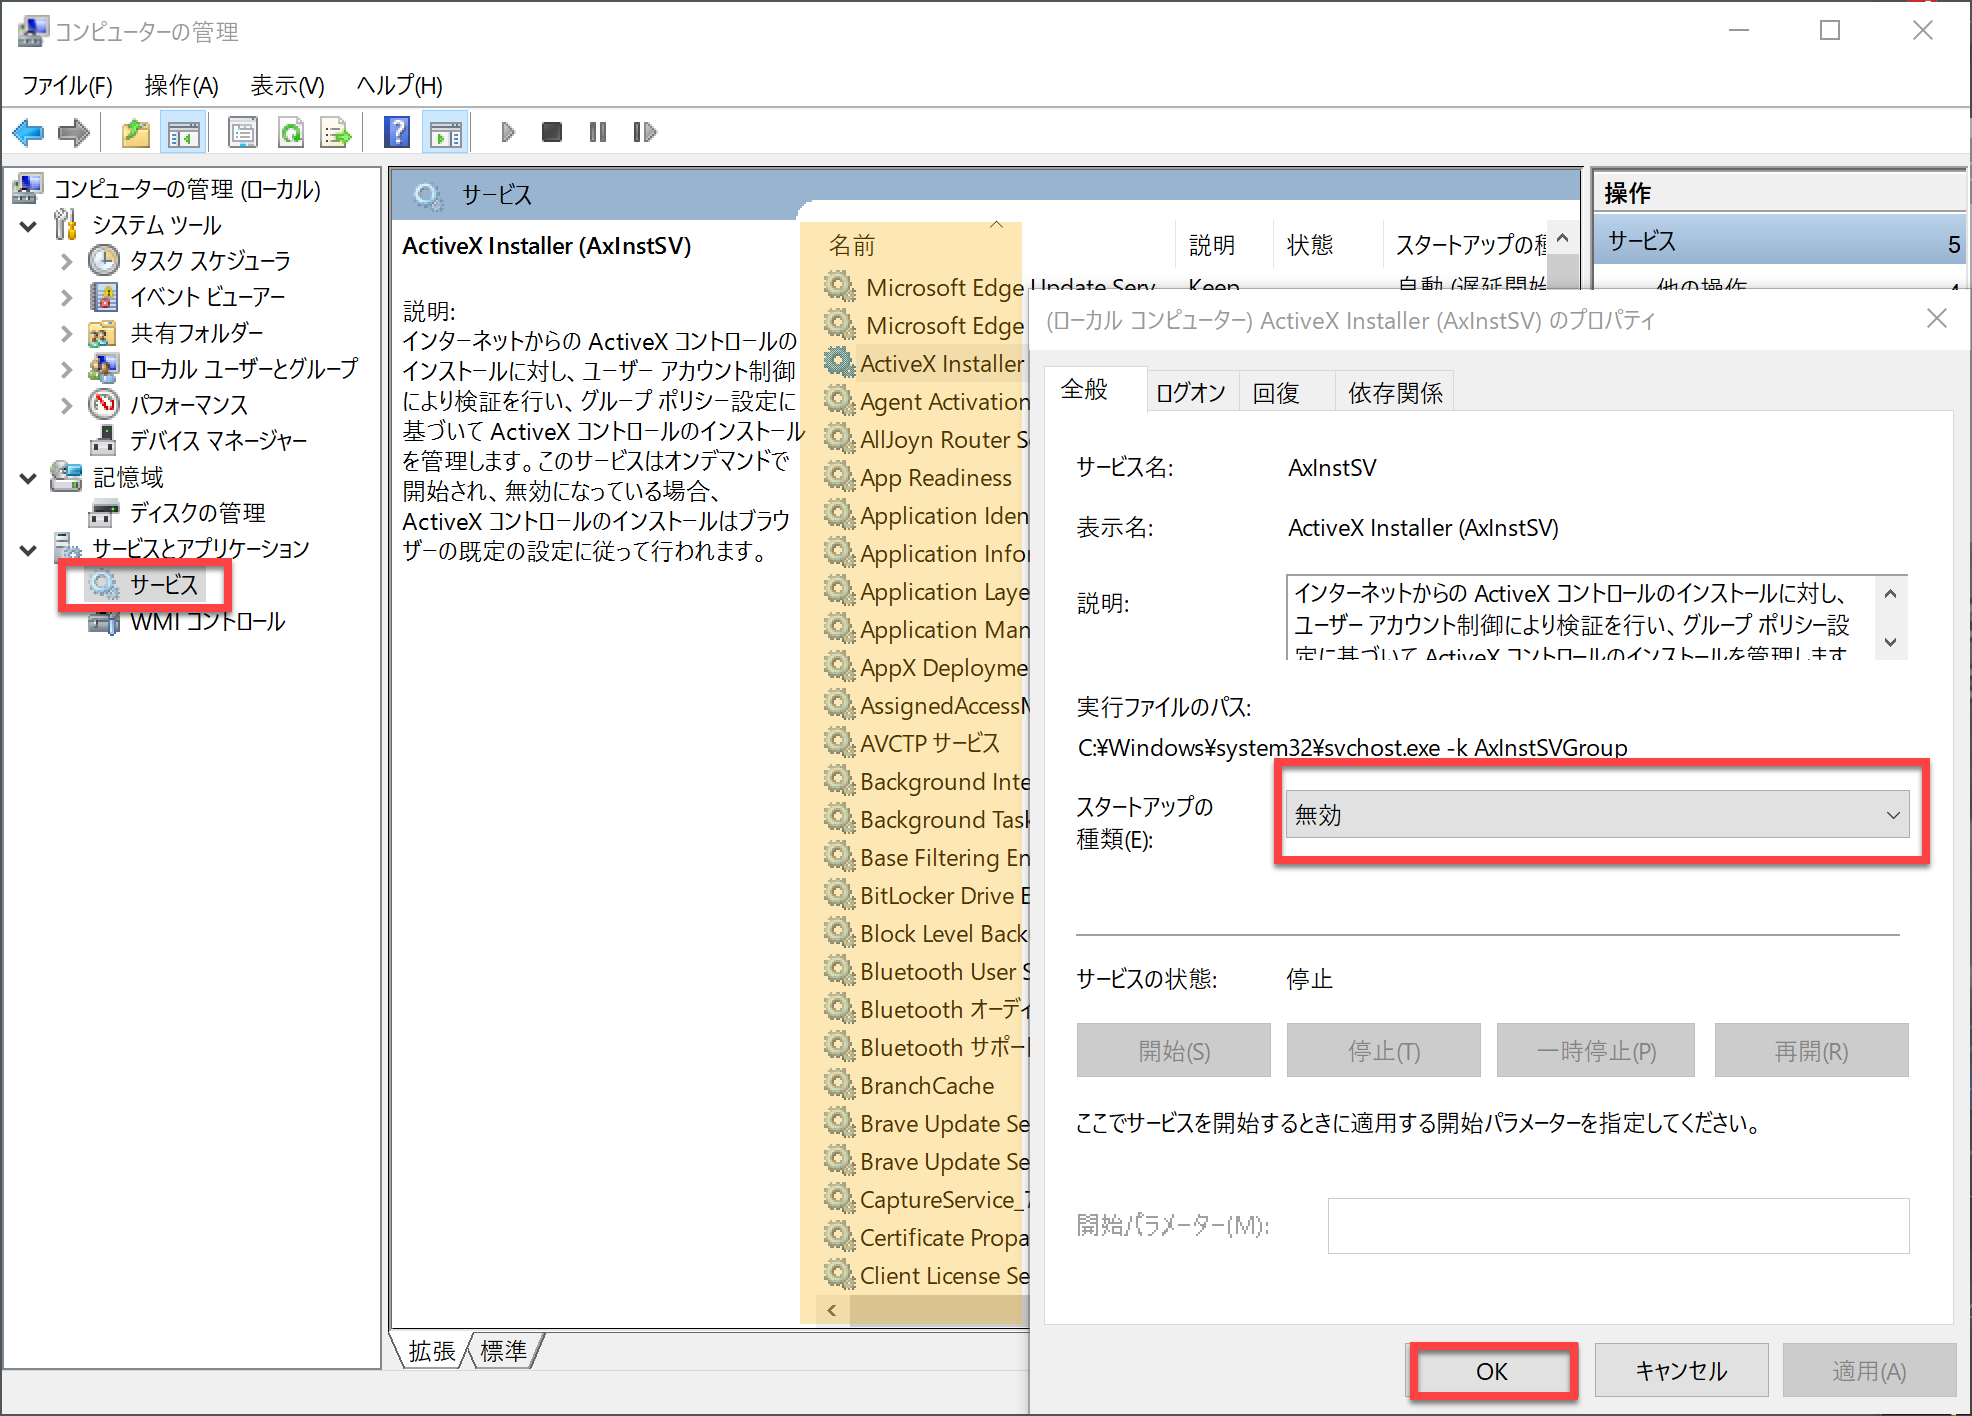 コンピューターの管理
ファイル(F) 操作(A) 表示(V) ヘルプ(H)
コンピューターの管理 (ローカル)
システム ツール
タスク スケジューラ
イベント ビューアー
共有フォルダー
ローカル ユーザーとグループ
パフォーマンス
デバイス マネージャー
記憶域
ディスクの管理
サービスとアプリケーション
サービス
WMI コントロール
サービス
ActiveX Installer (AxInstSV)
説明:
インターネットからの ActiveX コントロールの
インストールに対し、ユーザー アカウント制御
により検証を行い、グループ ポリシー設定に
基づいて ActiveX コントロールのインストール
を管理します。このサービスはオンデマンドで
開始され、無効になっている場合、
ActiveX コントロールのインストールはブラウ
ザーの既定の設定に従って行われます。
名前 説明 状態 スタートアップの種
Microsoft Edge Update Serv Keep 自動 (遅延開始
Microsoft Edge
ActiveX Installer
Agent Activation
AllJoyn Router S
App Readiness
Application Iden
Application Infor
Application Laye
Application Man
AppX Deployme
AssignedAccessM
AVCTP サービス
Background Inte
Background Task
Base Filtering En
BitLocker Drive E
Block Level Back
Bluetooth User S
Bluetooth オーディ
Bluetooth サポート
BranchCache
Brave Update Se
Brave Update Se
CaptureService_7
Certificate Propa
Client License Se
拡張 標準
操作
サービス 5
他の操作
(ローカル コンピューター) ActiveX Installer (AxInstSV) のプロパティ
全般 ログオン 回復 依存関係
サービス名: AxInstSV
表示名: ActiveX Installer (AxInstSV)
説明:
インターネットからの ActiveX コントロールのインストールに対し、
ユーザー アカウント制御により検証を行い、グループ ポリシー設
定に基づいて ActiveX コントロールのインストールを管理します
実行ファイルのパス:
C:¥Windows¥system32¥svchost.exe -k AxInstSVGroup
スタートアップの
種類(E):
無効
サービスの状態: 停止
開始(S) 停止(T) 一時停止(P) 再開(R)
ここでサービスを開始するときに適用する開始パラメーターを指定してください。
開始パラメーター(M):
OK キャンセル 適用(A)